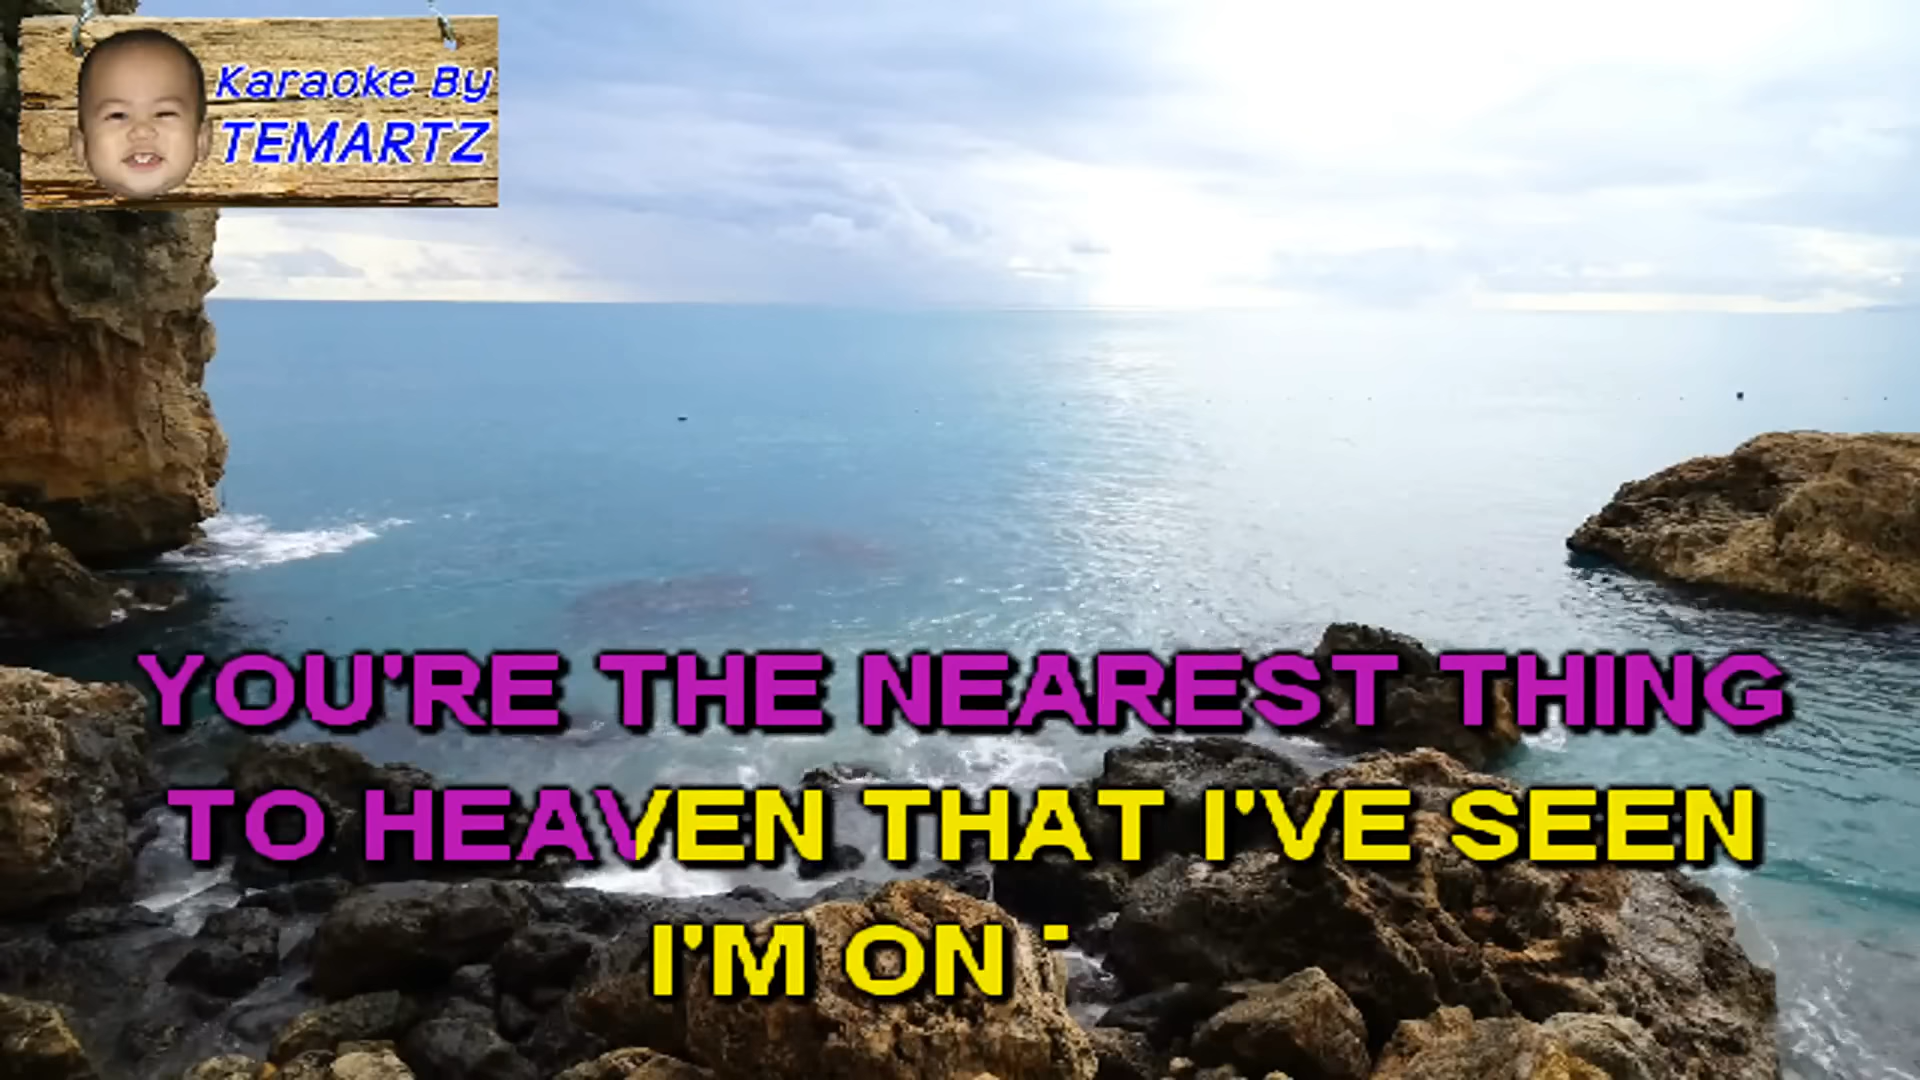 Karaoke By
TEMARTZ
YOU'RE THE NEAREST THING
TO HEAVEN THAT I'VE SEEN
I'M ON